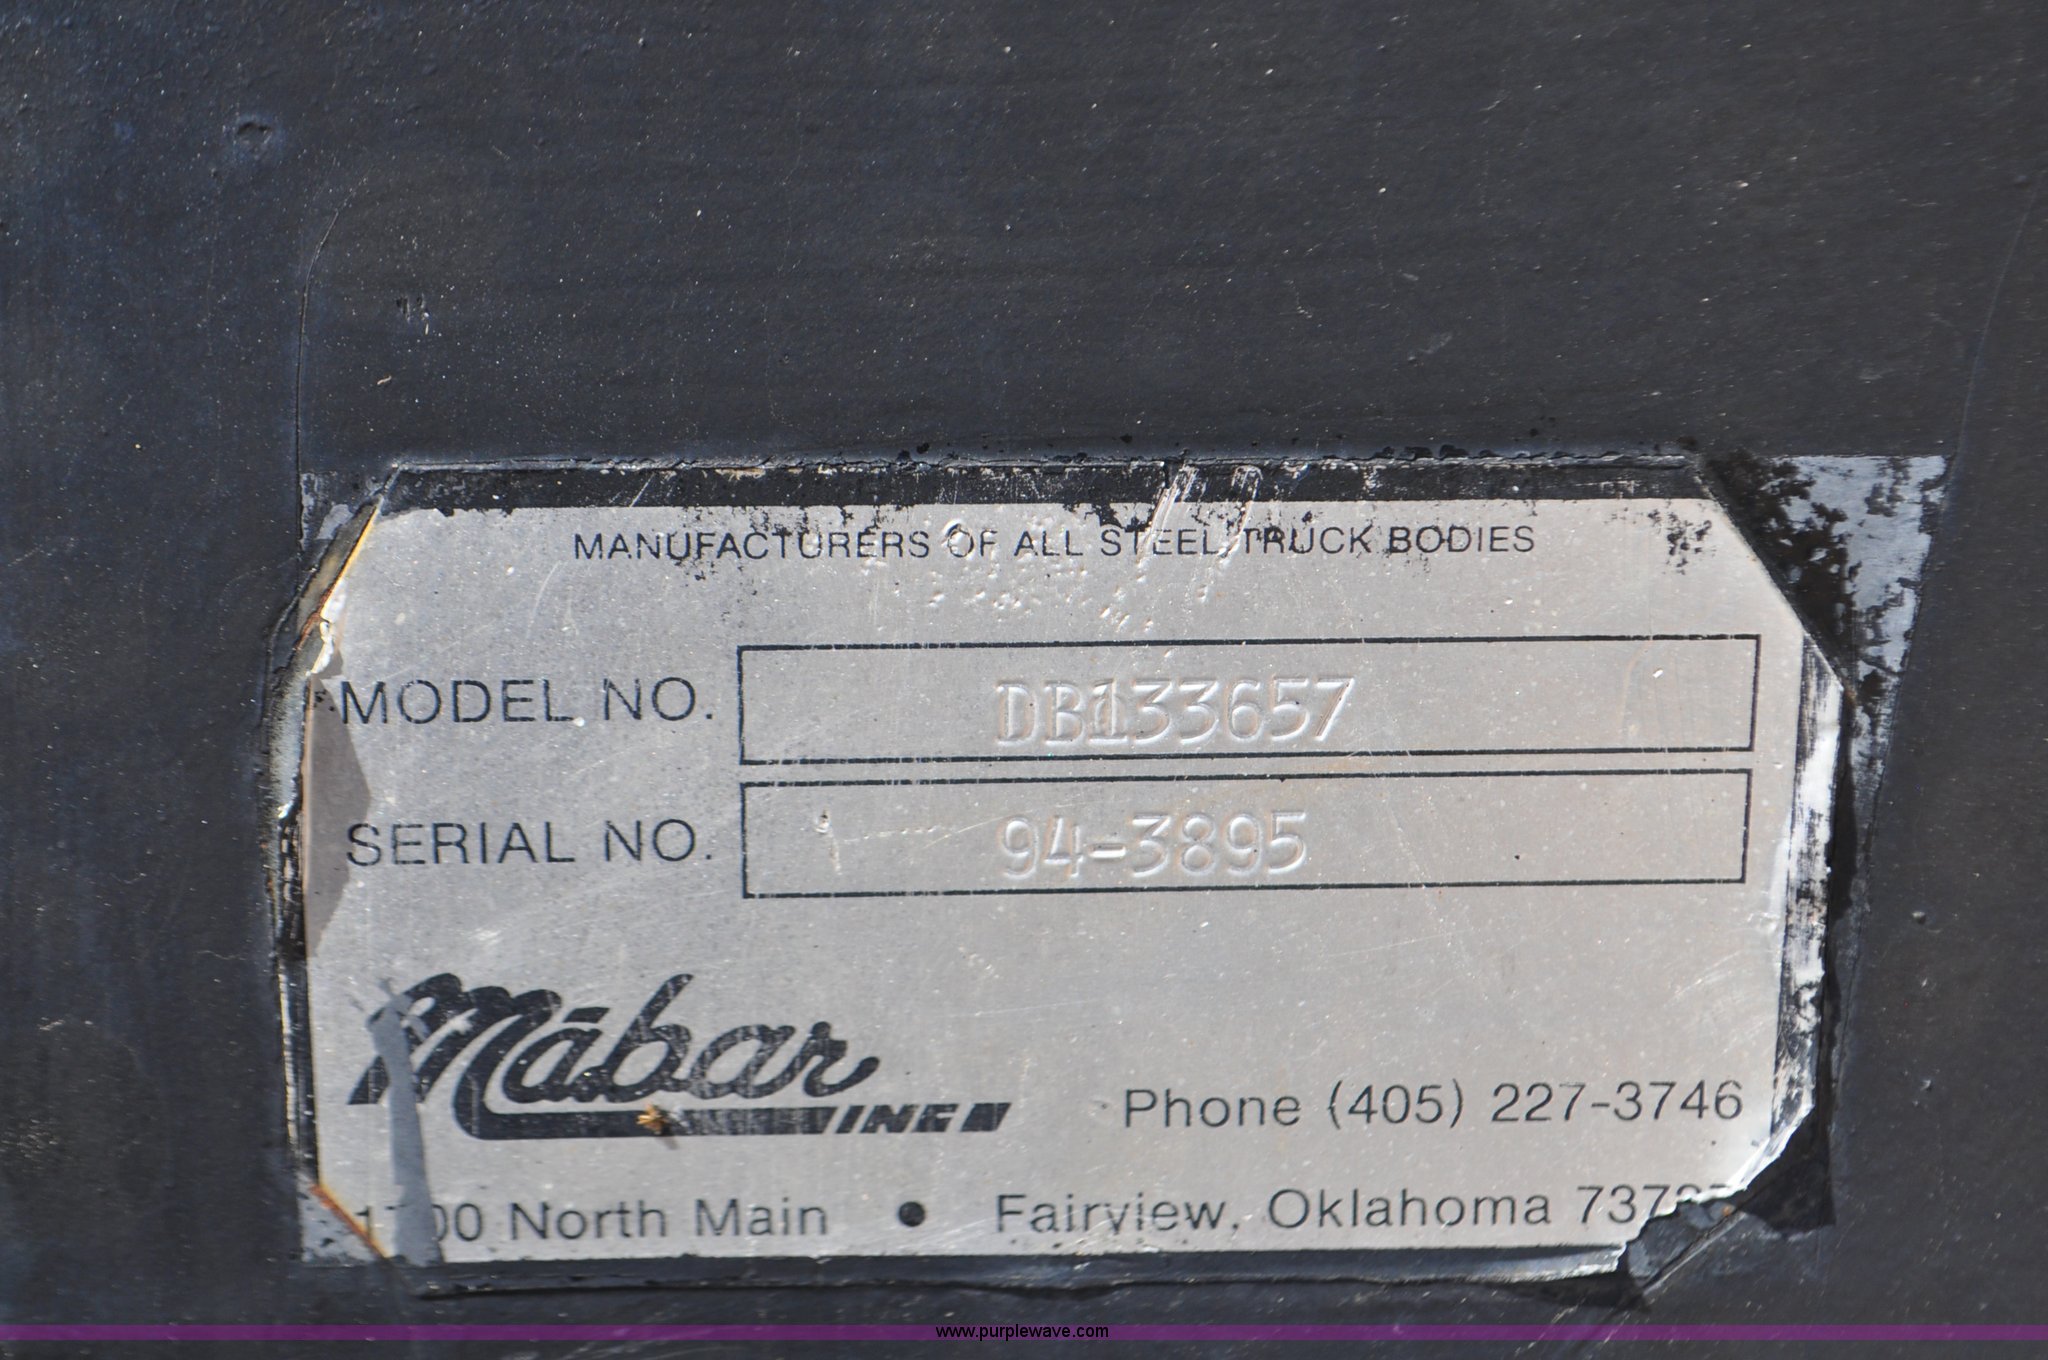 MANUFACTURERS OF ALL STEEL TRUCK BODIES
MODEL NO. DB133657
SERIAL NO. 94-3895
Mábar INC
Phone (405) 227-3746
North Main • Fairview, Oklahoma
www.purplewave.com